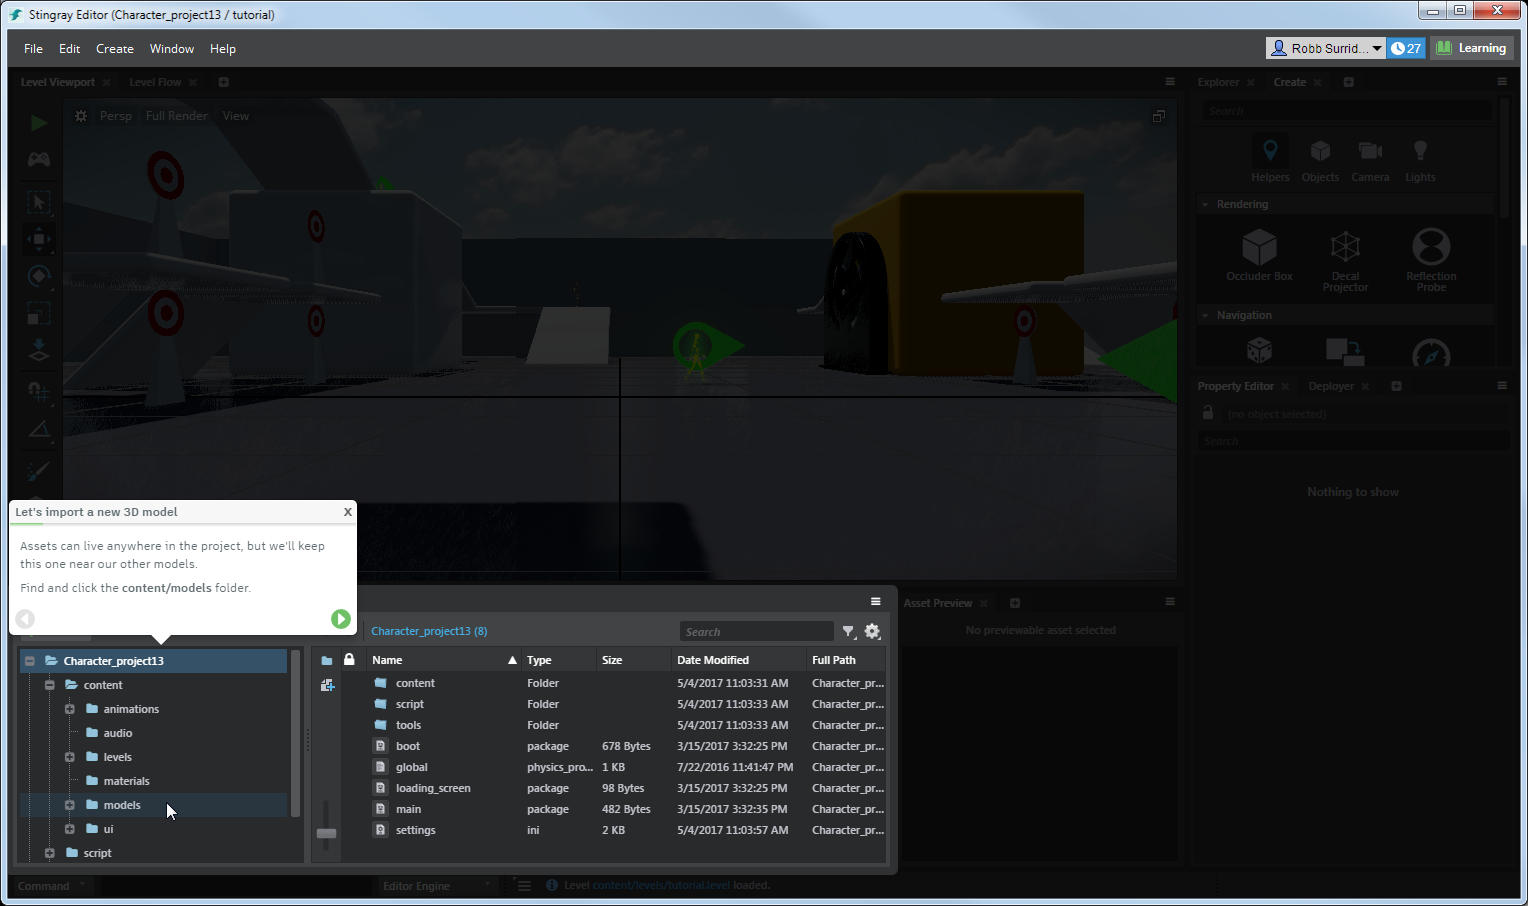 Stingray Editor (Character_project13 / tutorial)
File Edit Create Window Help
Robb Surrid... 27 Learning
Level Viewport Level Flow
Persp Full Render View
Explorer Create
Search
Helpers Objects Camera Lights
Rendering
Occluder Box Decal Projector Reflection Probe
Navigation
Property Editor Deployer
(no object selected)
Search
Nothing to show
Let's import a new 3D model X
Assets can live anywhere in the project, but we'll keep
this one near our other models.
Find and click the content/models folder.
Character_project13 (8)
Search
Asset Preview
No previewable asset selected
Character_project13
content
animations
audio
levels
materials
models
ui
script
Name Type Size Date Modified Full Path
content Folder 5/4/2017 11:03:31 AM Character_pr...
script Folder 5/4/2017 11:03:33 AM Character_pr...
tools Folder 5/4/2017 11:03:33 AM Character_pr...
boot package 678 Bytes 3/15/2017 3:32:25 PM Character_pr...
global physics_pro... 1 KB 7/22/2016 11:41:47 PM Character_pr...
loading_screen package 98 Bytes 3/15/2017 3:32:25 PM Character_pr...
main package 482 Bytes 3/15/2017 3:32:35 PM Character_pr...
settings ini 2 KB 5/4/2017 11:03:57 AM Character_pr...
Command Editor Engine Level content/levels/tutorial.level loaded.